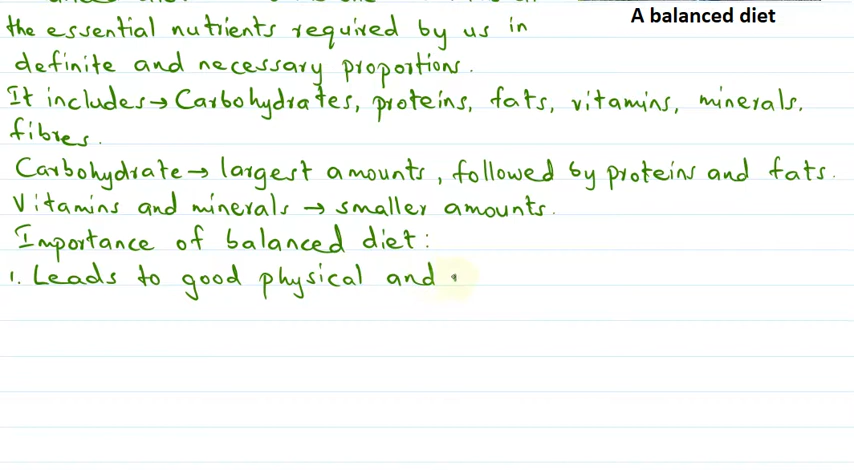 A balanced diet
the essential nutrients required by us in
definite and necessary proportions.
It includes → Carbohydrates, proteins, fats, vitamins, minerals,
fibres.
Carbohydrate → largest amounts, followed by proteins and fats.
Vitamins and minerals → smaller amounts.
Importance of balanced diet:
1. Leads to good physical and